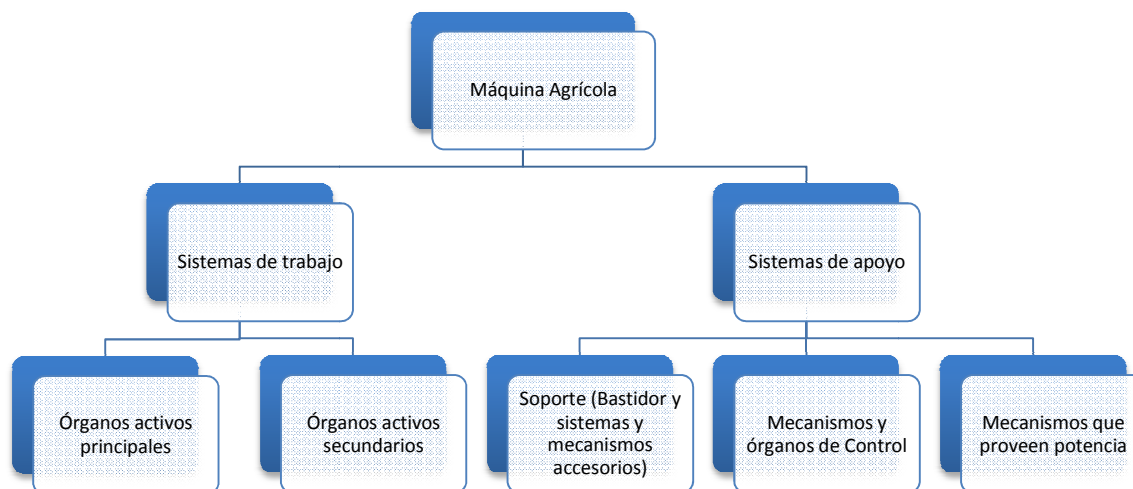 Máquina Agrícola
Sistemas de trabajo
Sistemas de apoyo
Órganos activos
principales
Órganos activos
secundarios
Soporte (Bastidor y
sistemas y
mecanismos
accesorios)
Mecanismos y
órganos de Control
Mecanismos que
proveen potencia